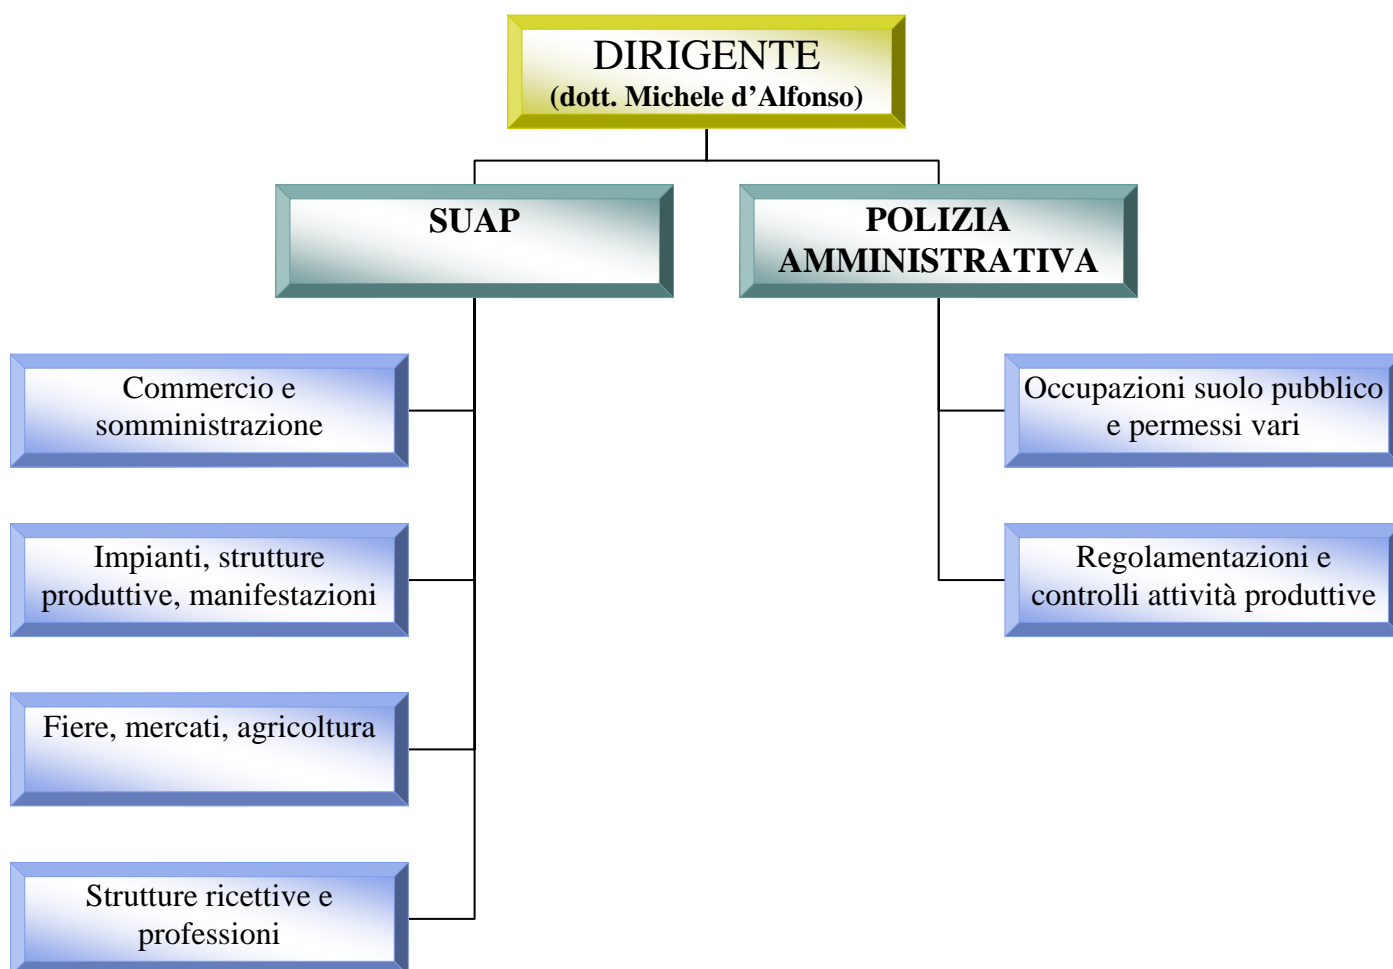 DIRIGENTE
(dott. Michele d’Alfonso)
SUAP
POLIZIA
AMMINISTRATIVA
Commercio e
somministrazione
Occupazioni suolo pubblico
e permessi vari
Impianti, strutture
produttive, manifestazioni
Regolamentazioni e
controlli attività produttive
Fiere, mercati, agricoltura
Strutture ricettive e
professioni